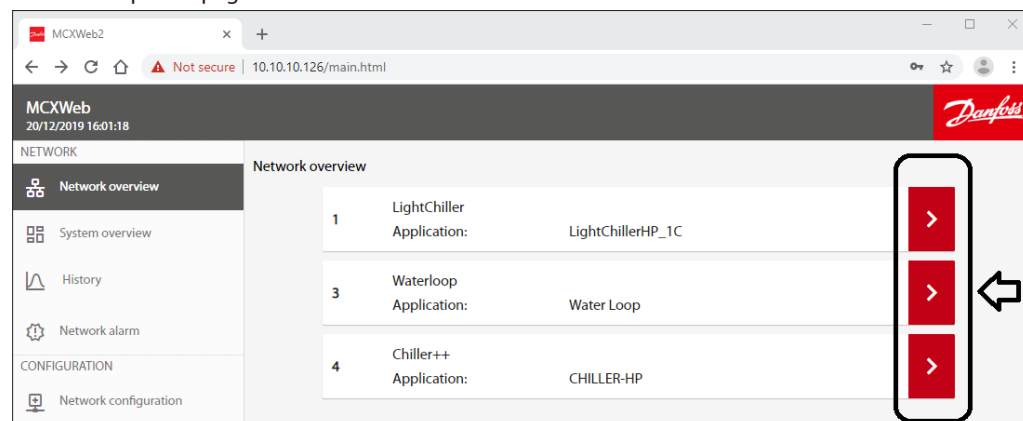 MCXWeb2
Not secure | 10.10.10.126/main.html
MCXWeb
20/12/2019 16:01:18
Danfoss
NETWORK
Network overview
System overview
History
Network alarm
CONFIGURATION
Network configuration
Network overview
1
LightChiller
Application: LightChillerHP_1C
3
Waterloop
Application: Water Loop
4
Chiller++
Application: CHILLER-HP